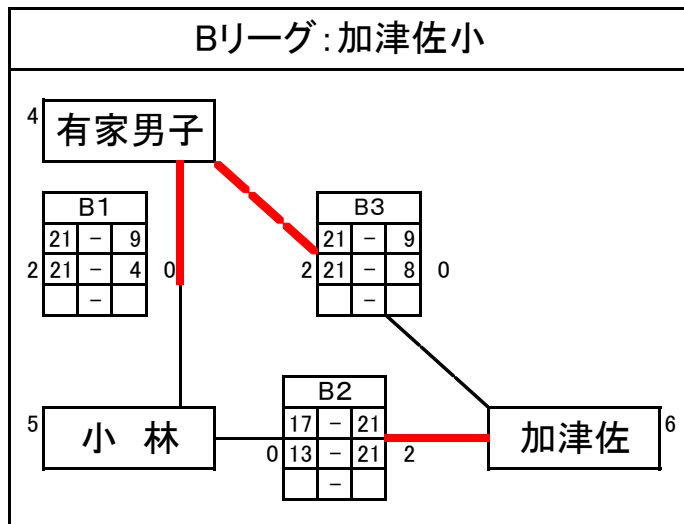 Bリーグ:加津佐小
4 有家男子
B1
21 - 9
2 21 - 4 0
-
B3
21 - 9
2 21 - 8 0
-
5 小 林
B2
17 - 21
0 13 - 21 2
-
加津佐 6